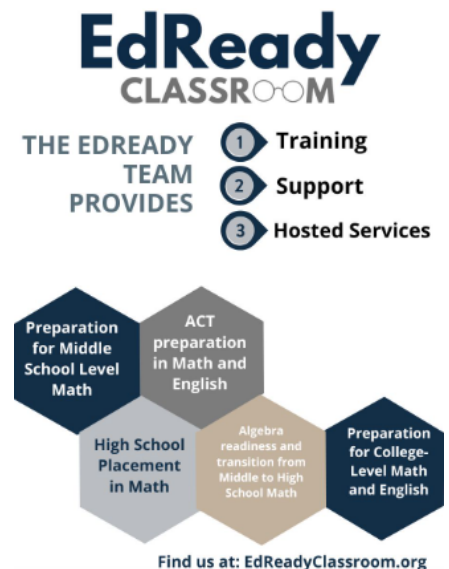 EdReady
CLASSROOM
THE EDREADY
TEAM
PROVIDES
1 Training
2 Support
3 Hosted Services
Preparation
for Middle
School Level
Math
ACT
preparation
in Math and
English
High School
Placement
in Math
Algebra
readiness and
transition from
Middle to High
School Math
Preparation
for College-
Level Math
and English
Find us at: EdReadyClassroom.org